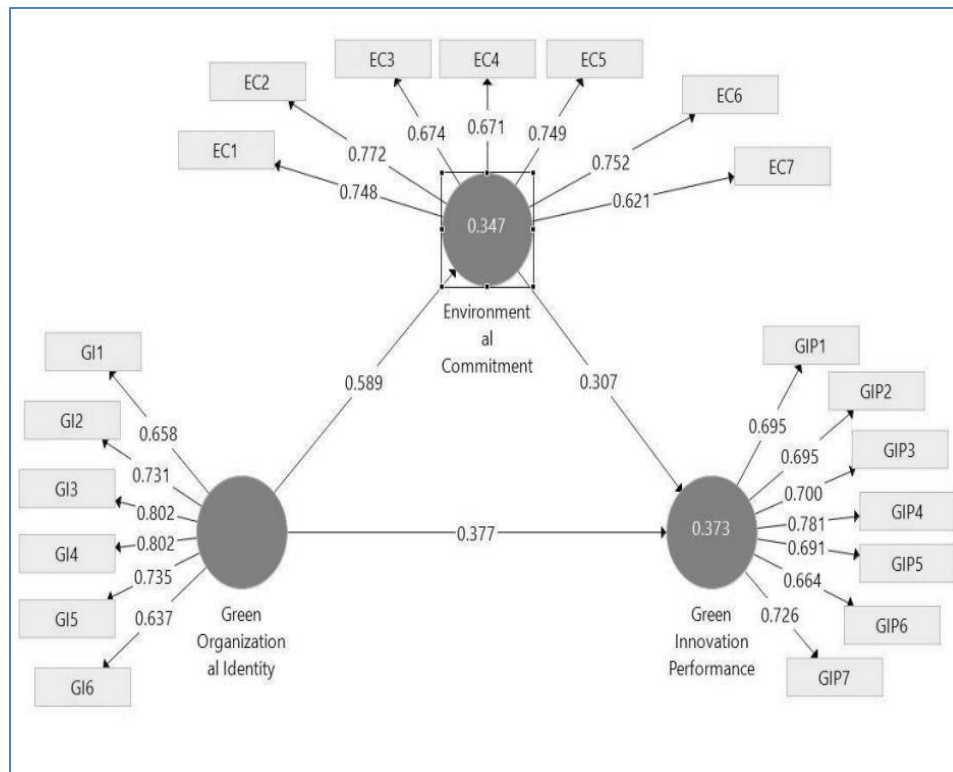 EC3
EC4
EC5
EC2
EC6
EC1
EC7
0.674
0.671
0.749
0.772
0.752
0.748
0.621
0.347
Environment
al
Commitment
GI1
GIP1
0.589
0.307
GIP2
GI2
0.658
0.695
0.695
GIP3
GI3
0.731
0.700
0.802
GIP4
0.781
GI4
0.802
0.377
0.373
0.691
GIP5
0.735
0.664
GI5
0.637
0.726
GIP6
Green
Organization
al Identity
Green
Innovation
Performance
GI6
GIP7